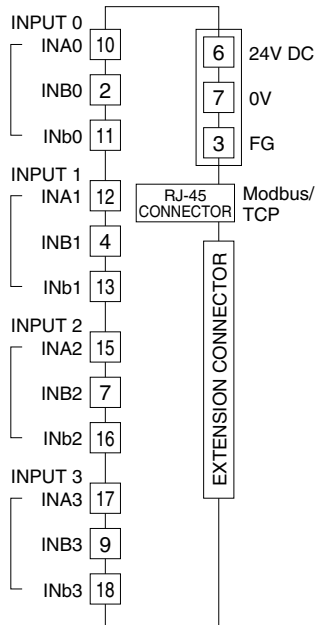 INPUT 0
INA0 10
INB0 2
INb0 11
INPUT 1
INA1 12
INB1 4
INb1 13
INPUT 2
INA2 15
INB2 7
INb2 16
INPUT 3
INA3 17
INB3 9
INb3 18
6 24V DC
7 0V
3 FG
RJ-45
CONNECTOR
Modbus/
TCP
EXTENSION CONNECTOR